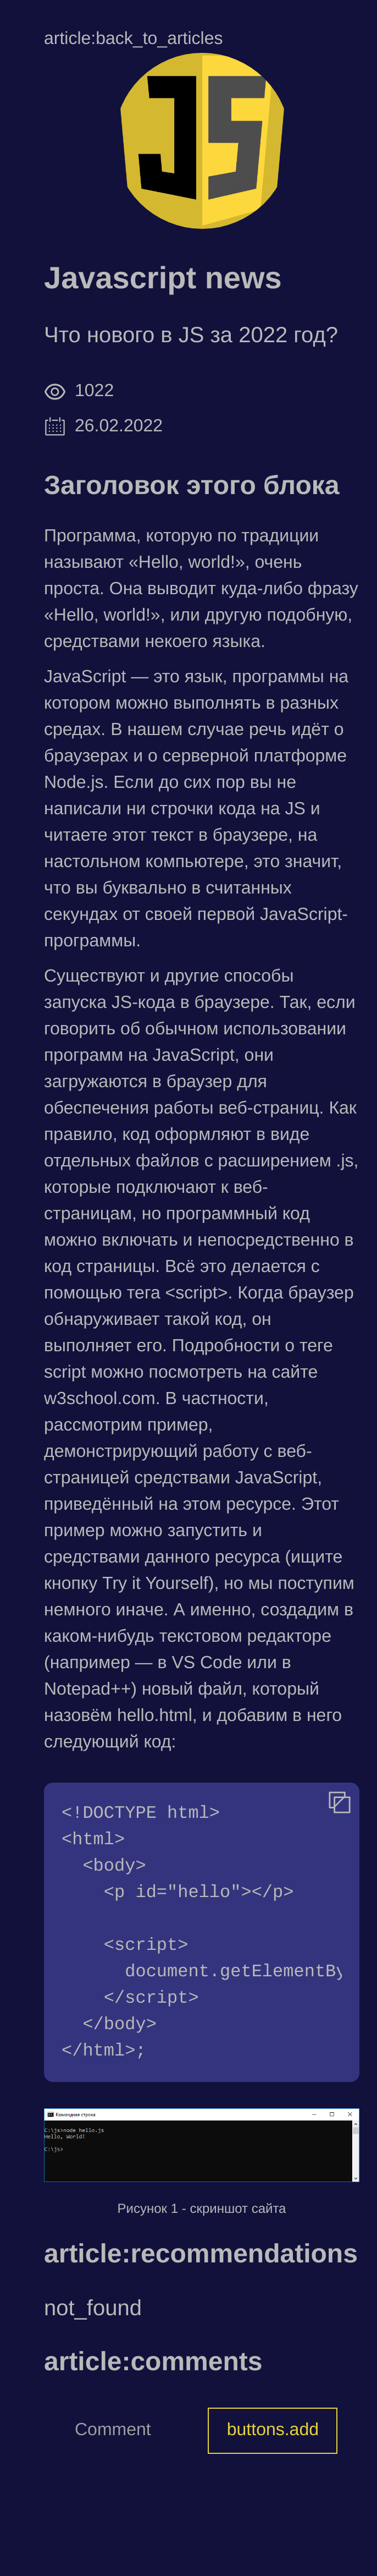 article:back_to_articles
JS
Javascript news
Что нового в JS за 2022 год?
1022
26.02.2022
Заголовок этого блока
Программа, которую по традиции
называют «Hello, world!», очень
проста. Она выводит куда-либо фразу
«Hello, world!», или другую подобную,
средствами некоего языка.
JavaScript — это язык, программы на
котором можно выполнять в разных
средах. В нашем случае речь идёт о
браузерах и о серверной платформе
Node.js. Если до сих пор вы не
написали ни строчки кода на JS и
читаете этот текст в браузере, на
настольном компьютере, это значит,
что вы буквально в считанных
секундах от своей первой JavaScript-
программы.
Существуют и другие способы
запуска JS-кода в браузере. Так, если
говорить об обычном использовании
программ на JavaScript, они
загружаются в браузер для
обеспечения работы веб-страниц. Как
правило, код оформляют в виде
отдельных файлов с расширением .js,
которые подключают к веб-
страницам, но программный код
можно включать и непосредственно в
код страницы. Всё это делается с
помощью тега <script>. Когда браузер
обнаруживает такой код, он
выполняет его. Подробности о теге
script можно посмотреть на сайте
w3school.com. В частности,
рассмотрим пример,
демонстрирующий работу с веб-
страницей средствами JavaScript,
приведённый на этом ресурсе. Этот
пример можно запустить и
средствами данного ресурса (ищите
кнопку Try it Yourself), но мы поступим
немного иначе. А именно, создадим в
каком-нибудь текстовом редакторе
(например — в VS Code или в
Notepad++) новый файл, который
назовём hello.html, и добавим в него
следующий код:
<!DOCTYPE html>
<html>
  <body>
    <p id="hello"></p>
    <script>
      document.getElementBy
    </script>
  </body>
</html>;
Командная строка
C:\js>node hello.js
Hello, World!
C:\js>
Рисунок 1 - скриншот сайта
article:recommendations
not_found
article:comments
Comment
buttons.add